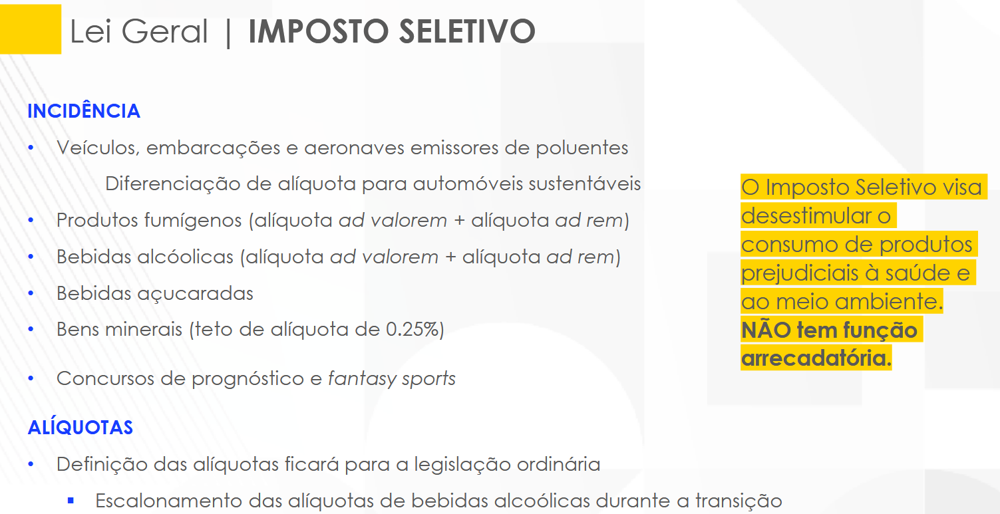 Lei Geral | IMPOSTO SELETIVO
INCIDÊNCIA
• Veículos, embarcações e aeronaves emissores de poluentes
Diferenciação de alíquota para automóveis sustentáveis
• Produtos fumígenos (alíquota ad valorem + alíquota ad rem)
• Bebidas alcóolicas (alíquota ad valorem + alíquota ad rem)
• Bebidas açucaradas
• Bens minerais (teto de alíquota de 0.25%)
• Concursos de prognóstico e fantasy sports
ALÍQUOTAS
• Definição das alíquotas ficará para a legislação ordinária
▪ Escalonamento das alíquotas de bebidas alcoólicas durante a transição
O Imposto Seletivo visa
desestimular o
consumo de produtos
prejudiciais à saúde e
ao meio ambiente.
NÃO tem função
arrecadatória.